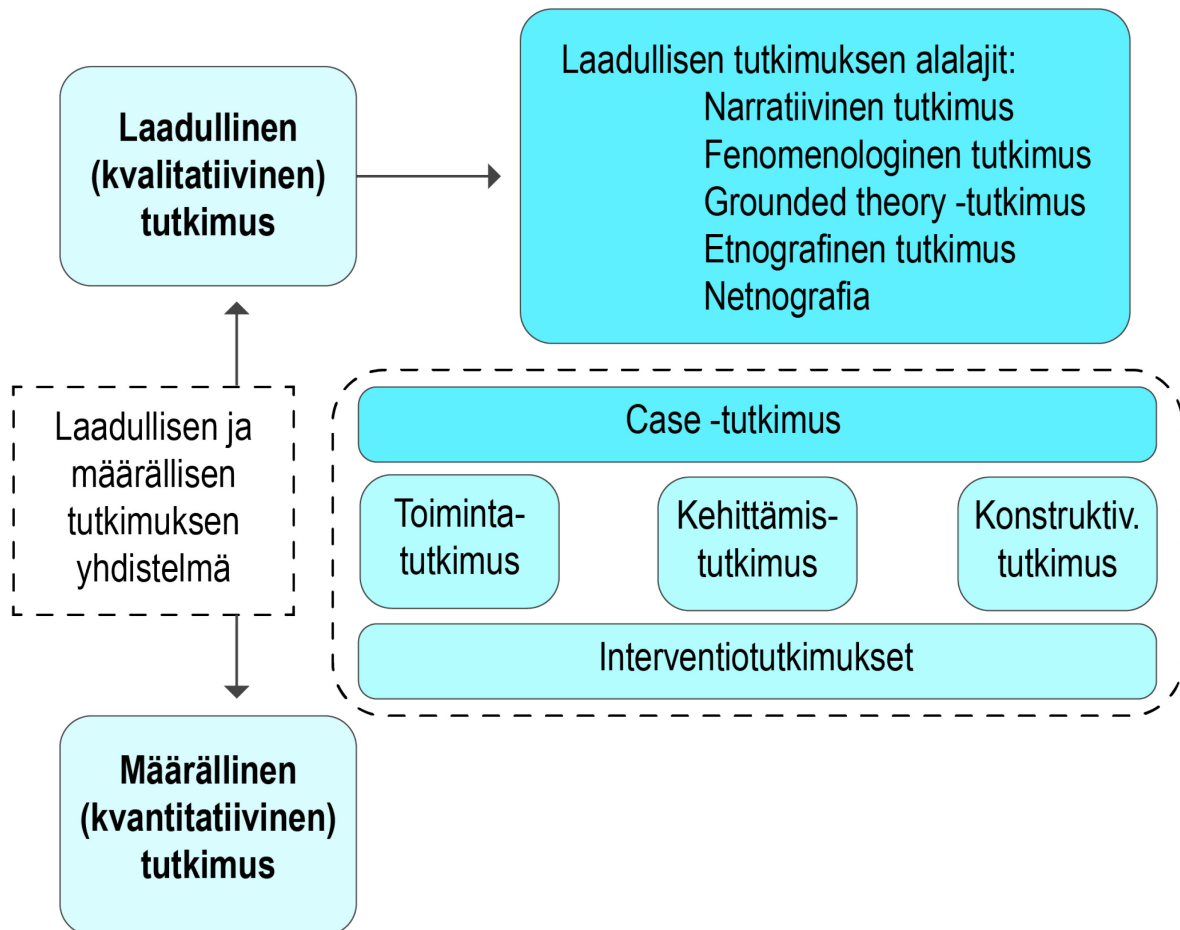 Laadullinen
(kvalitatiivinen)
tutkimus
Laadullisen tutkimuksen alalajit:
Narratiivinen tutkimus
Fenomenologinen tutkimus
Grounded theory -tutkimus
Etnografinen tutkimus
Netnografia
Laadullisen ja
määrällisen
tutkimuksen
yhdistelmä
Case -tutkimus
Toiminta-
tutkimus
Kehittämis-
tutkimus
Konstruktiv.
tutkimus
Interventiotutkimukset
Määrällinen
(kvantitatiivinen)
tutkimus